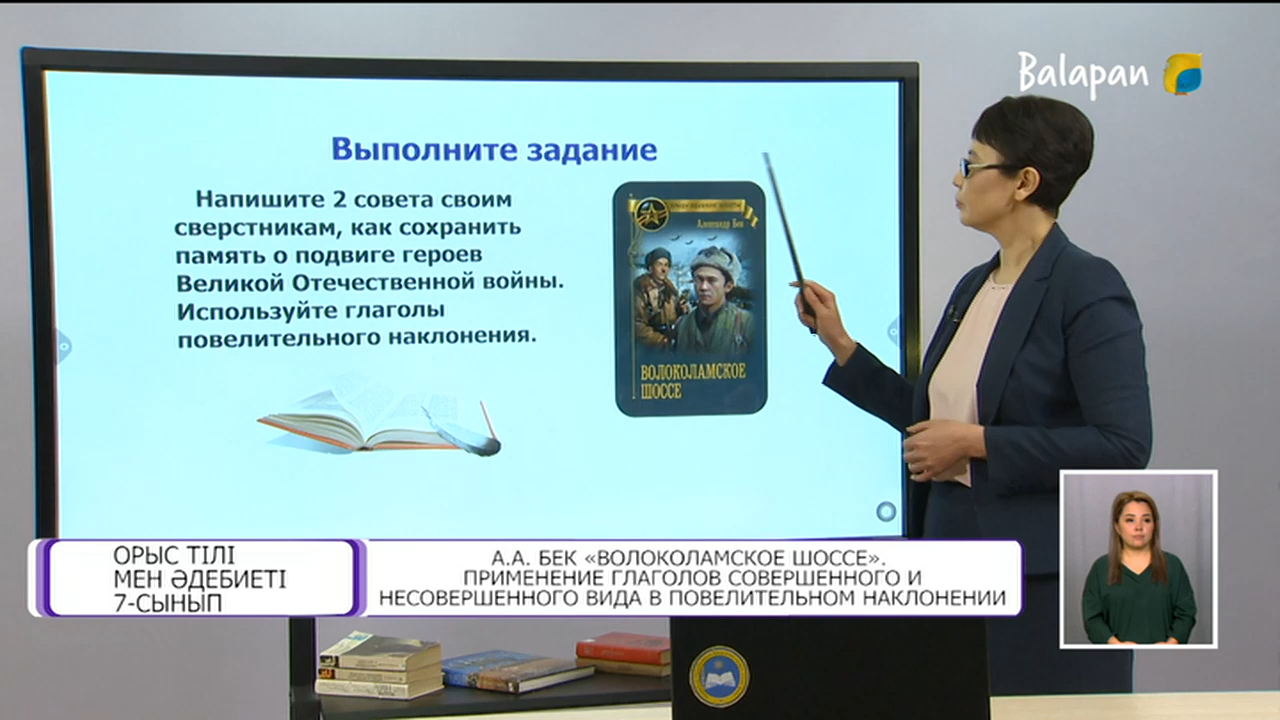 Balapan
Выполните задание
Напишите 2 совета своим
сверстникам, как сохранить
память о подвиге героев
Великой Отечественной войны.
Используйте глаголы
повелительного наклонения.
Александр Бек
ВОЛОКОЛАМСКОЕ
ШОССЕ
ОРЫС ТІЛІ
МЕН ӘДЕБИЕТІ
7-СЫНЫП
А.А. БЕК «ВОЛОКОЛАМСКОЕ ШОССЕ».
ПРИМЕНЕНИЕ ГЛАГОЛОВ СОВЕРШЕННОГО И
НЕСОВЕРШЕННОГО ВИДА В ПОВЕЛИТЕЛЬНОМ НАКЛОНЕНИИ